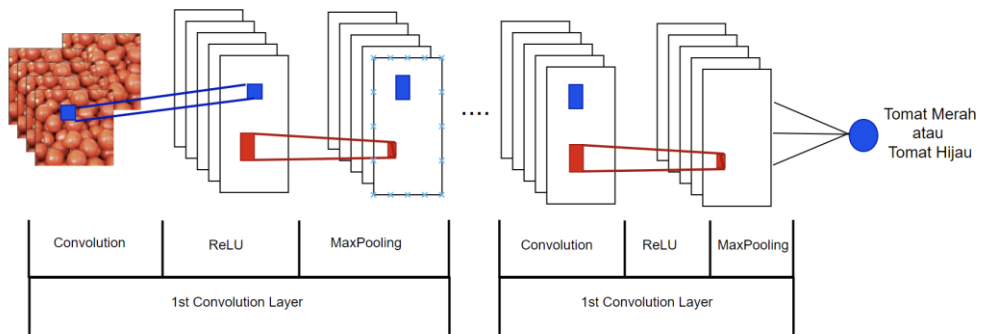 ....
Tomat Merah
atau
Tomat Hijau
Convolution
ReLU
MaxPooling
Convolution
ReLU
MaxPooling
1st Convolution Layer
1st Convolution Layer